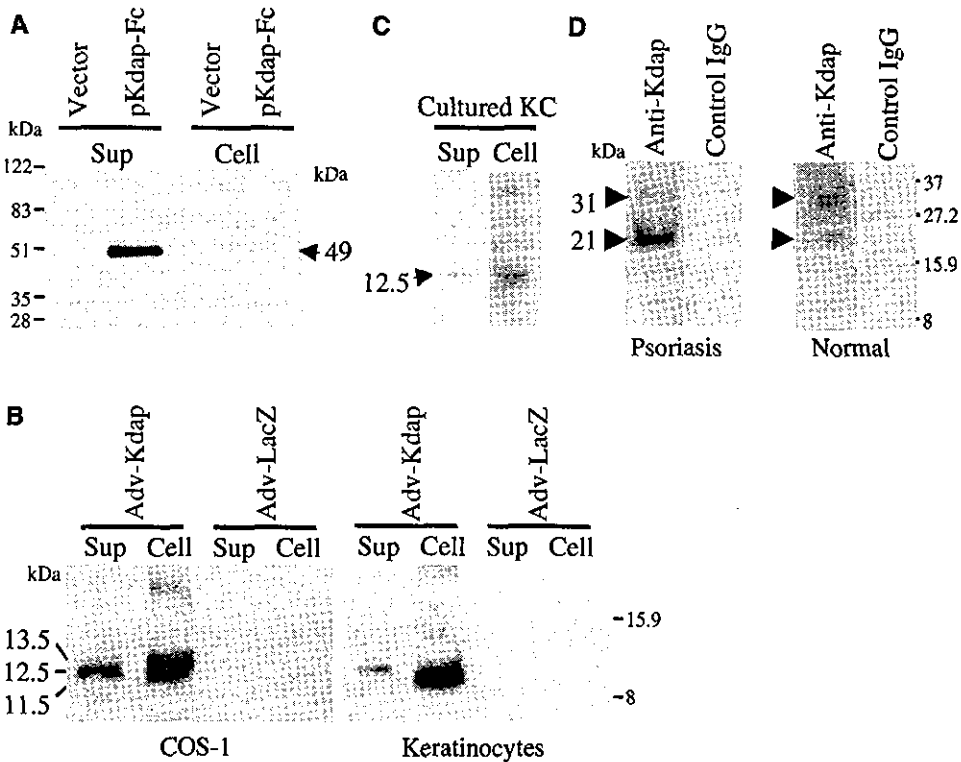 A
Vector
pKdap-Fc
Vector
pKdap-Fc
kDa
Sup
Cell
122
83
51
35
28
kDa
49
C
Cultured KC
Sup Cell
12.5
D
Anti-Kdap
Control IgG
Anti-Kdap
Control IgG
kDa
31
21
37
27.2
15.9
8
Psoriasis
Normal
B
Adv-Kdap
Adv-LacZ
Adv-Kdap
Adv-LacZ
Sup Cell
Sup Cell
Sup Cell
Sup Cell
kDa
13.5
12.5
11.5
15.9
8
COS-1
Keratinocytes